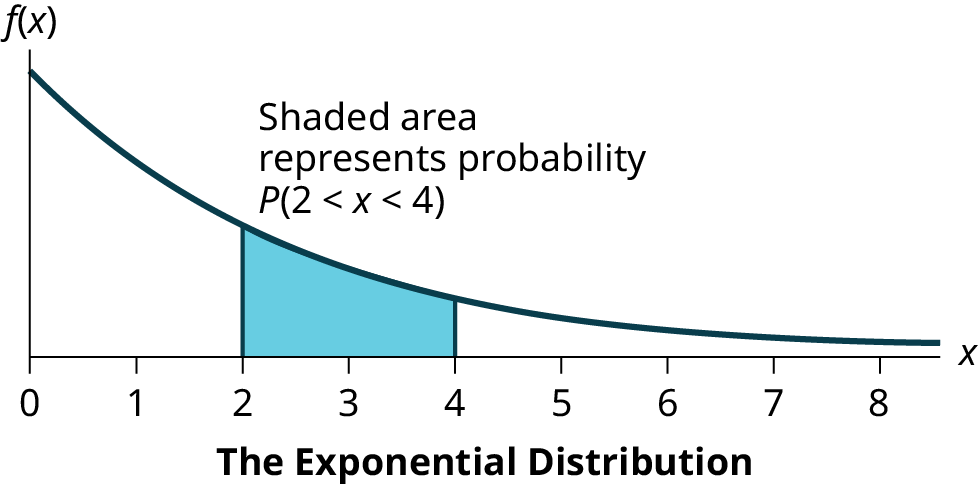 f(x)
Shaded area
represents probability
P(2 < x < 4)
x
0 1 2 3 4 5 6 7 8
The Exponential Distribution